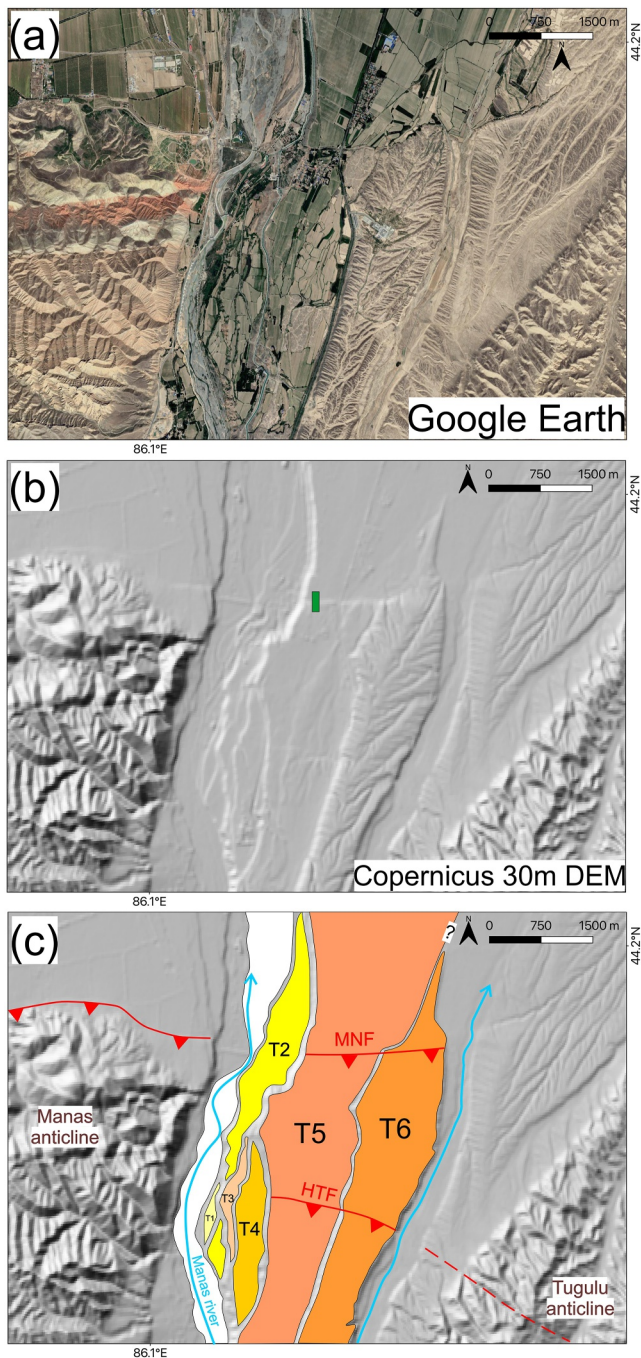 (a)
0 750 1500 m
N
44.2°N
Google Earth
86.1°E
(b)
N
0 750 1500 m
44.2°N
Copernicus 30m DEM
86.1°E
(c)
?
N
0 750 1500 m
44.2°N
T2
MNF
Manas
anticline
T5
T6
T3
HTF
T1
T4
Manas river
Tugulu
anticline
86.1°E